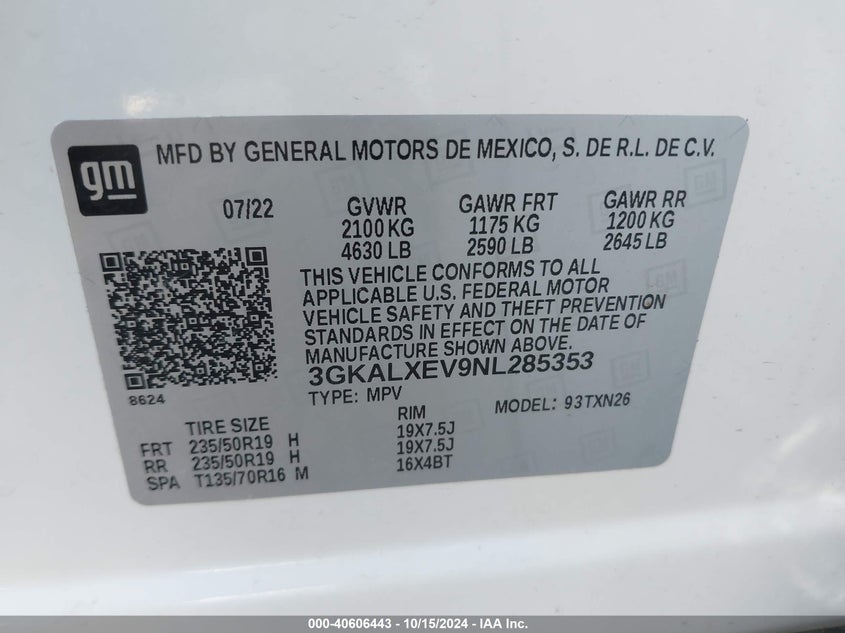 gm
MFD BY GENERAL MOTORS DE MEXICO, S. DE R.L. DE C.V.
07/22 GVWR GAWR FRT GAWR RR
2100 KG 1175 KG 1200 KG
4630 LB 2590 LB 2645 LB
THIS VEHICLE CONFORMS TO ALL
APPLICABLE U.S. FEDERAL MOTOR
VEHICLE SAFETY AND THEFT PREVENTION
STANDARDS IN EFFECT ON THE DATE OF
MANUFACTURE SHOWN ABOVE.
3GKALXEV9NL285353
8624
TYPE: MPV MODEL: 93TXN26
TIRE SIZE RIM
FRT 235/50R19 H 19X7.5J
RR 235/50R19 H 19X7.5J
SPA T135/70R16 M 16X4BT
000-40606443 - 10/15/2024 - IAA Inc.